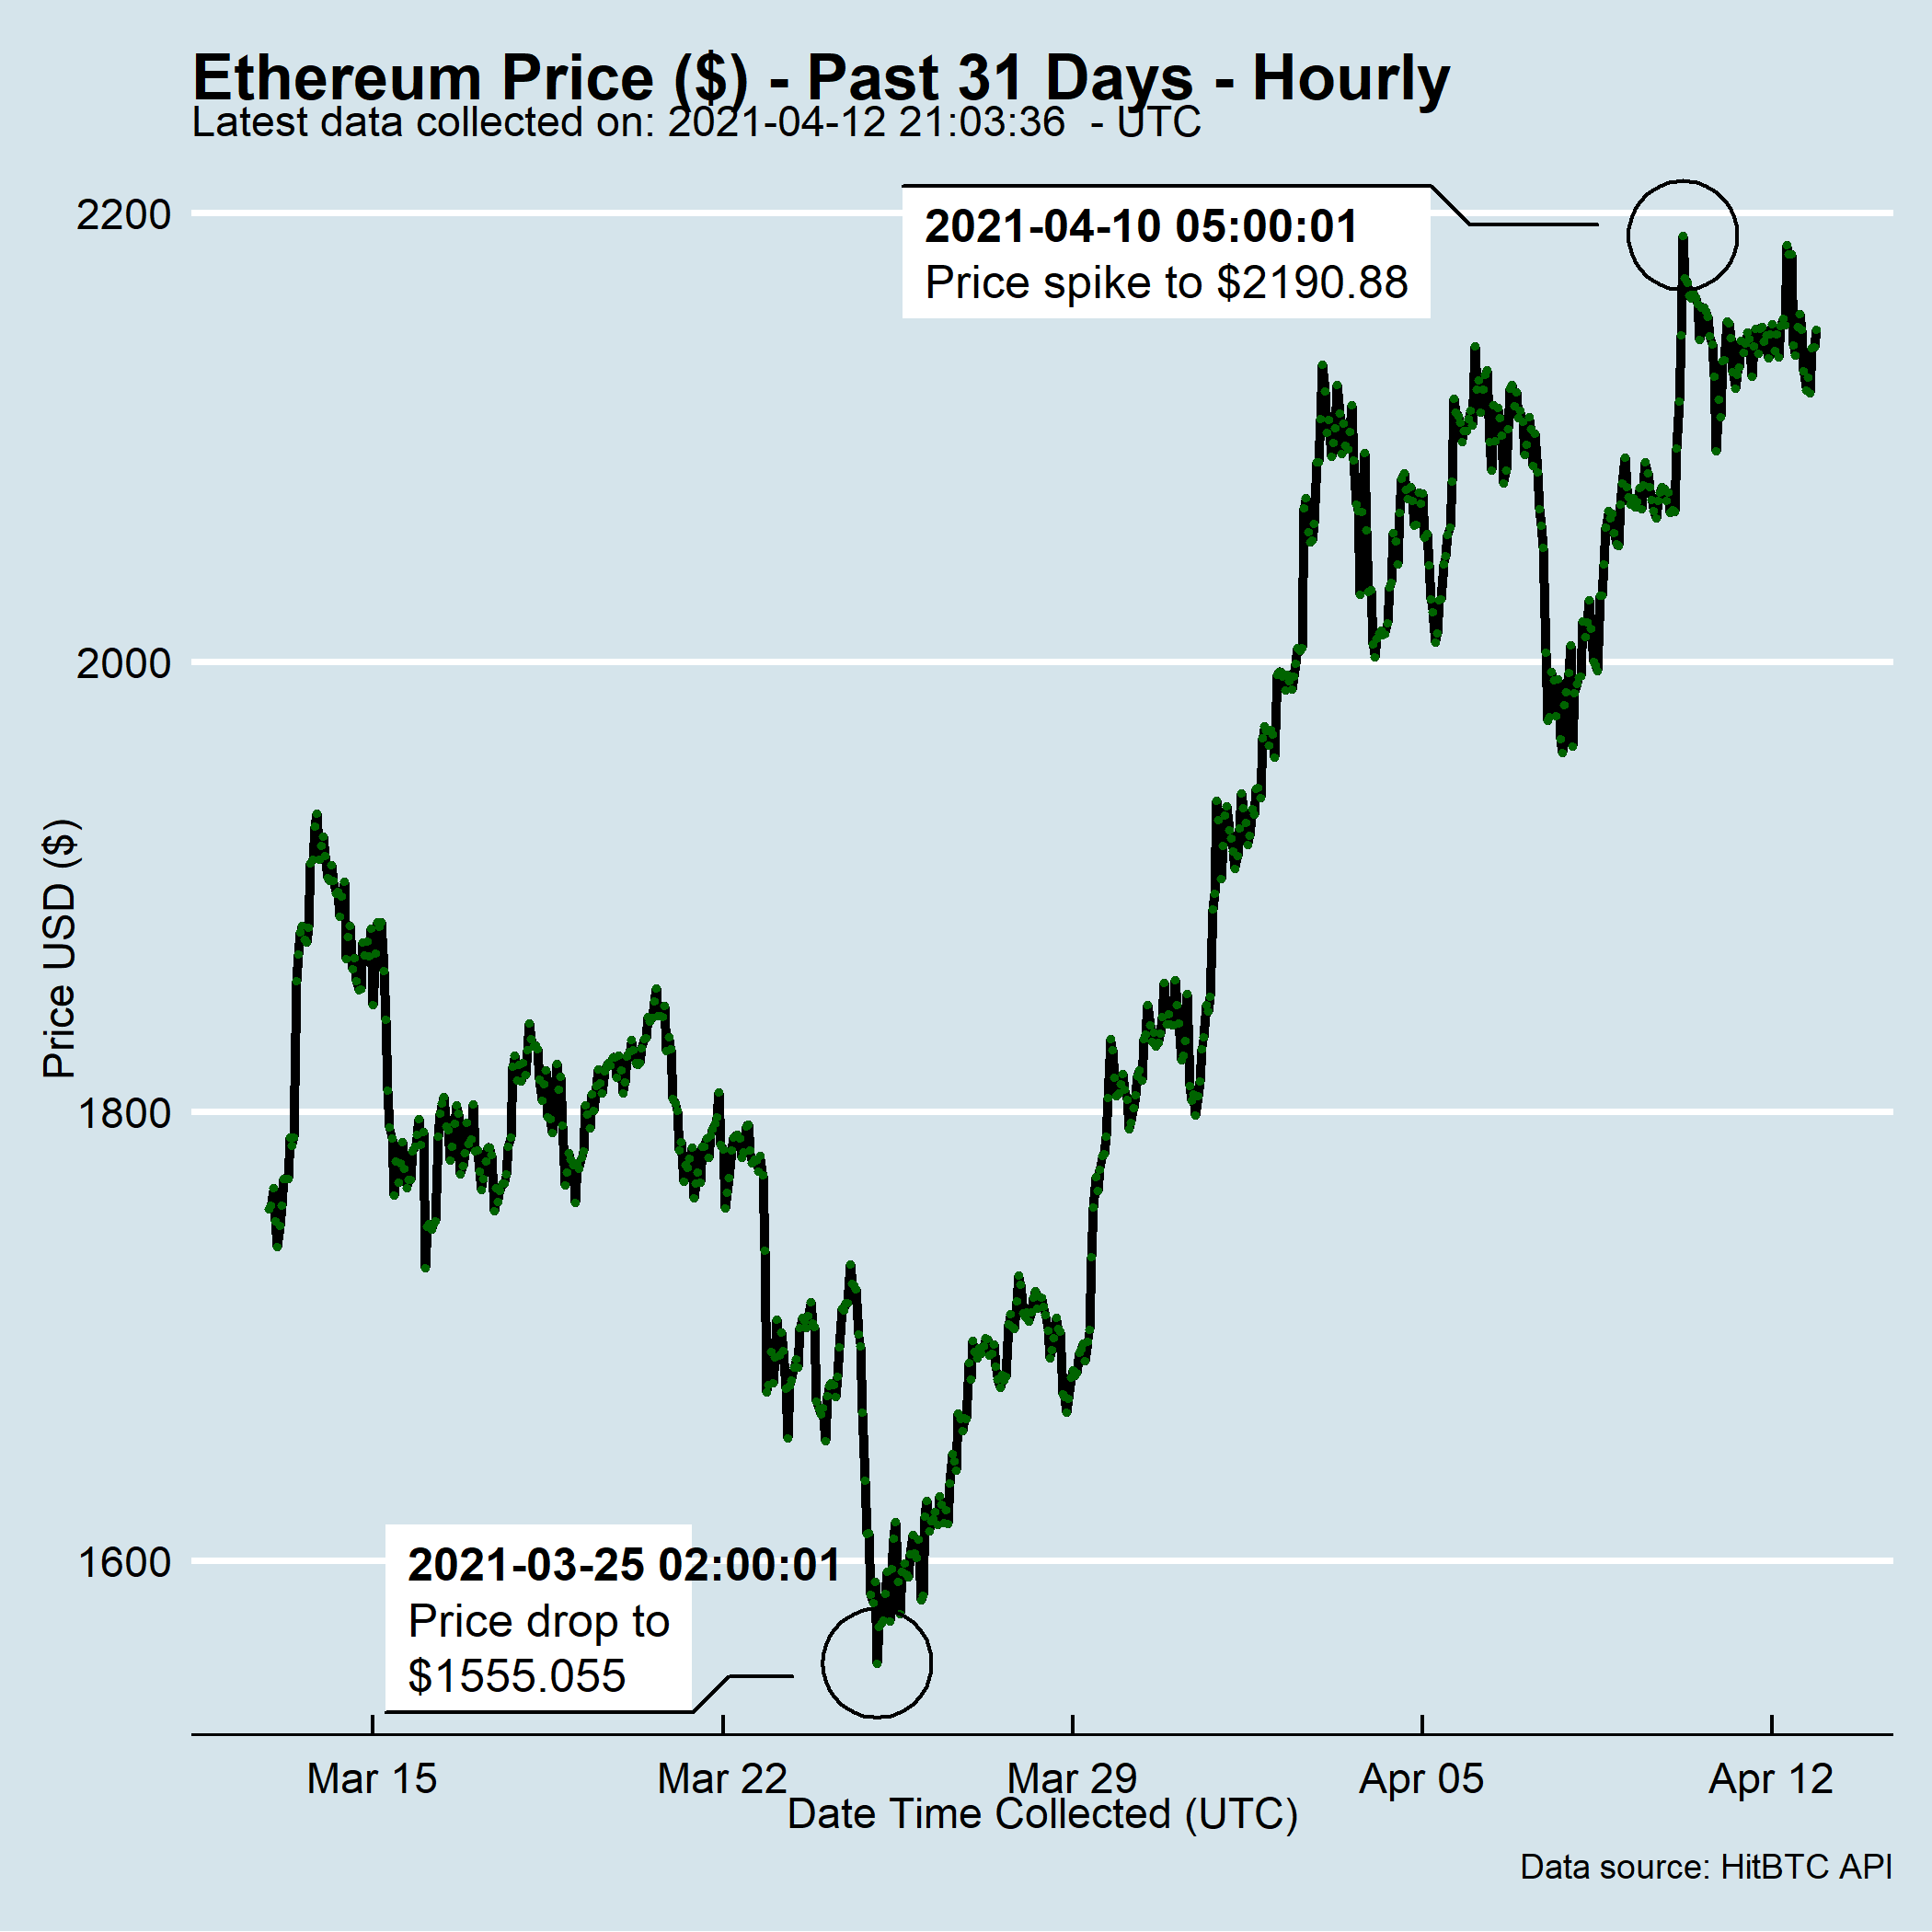 Ethereum Price ($) - Past 31 Days - Hourly
Latest data collected on: 2021-04-12 21:03:36  - UTC
2200
2021-04-10 05:00:01
Price spike to $2190.88
2000
Price USD ($)
1800
1600
2021-03-25 02:00:01
Price drop to
$1555.055
Mar 15
Mar 22
Mar 29
Apr 05
Apr 12
Date Time Collected (UTC)
Data source: HitBTC API